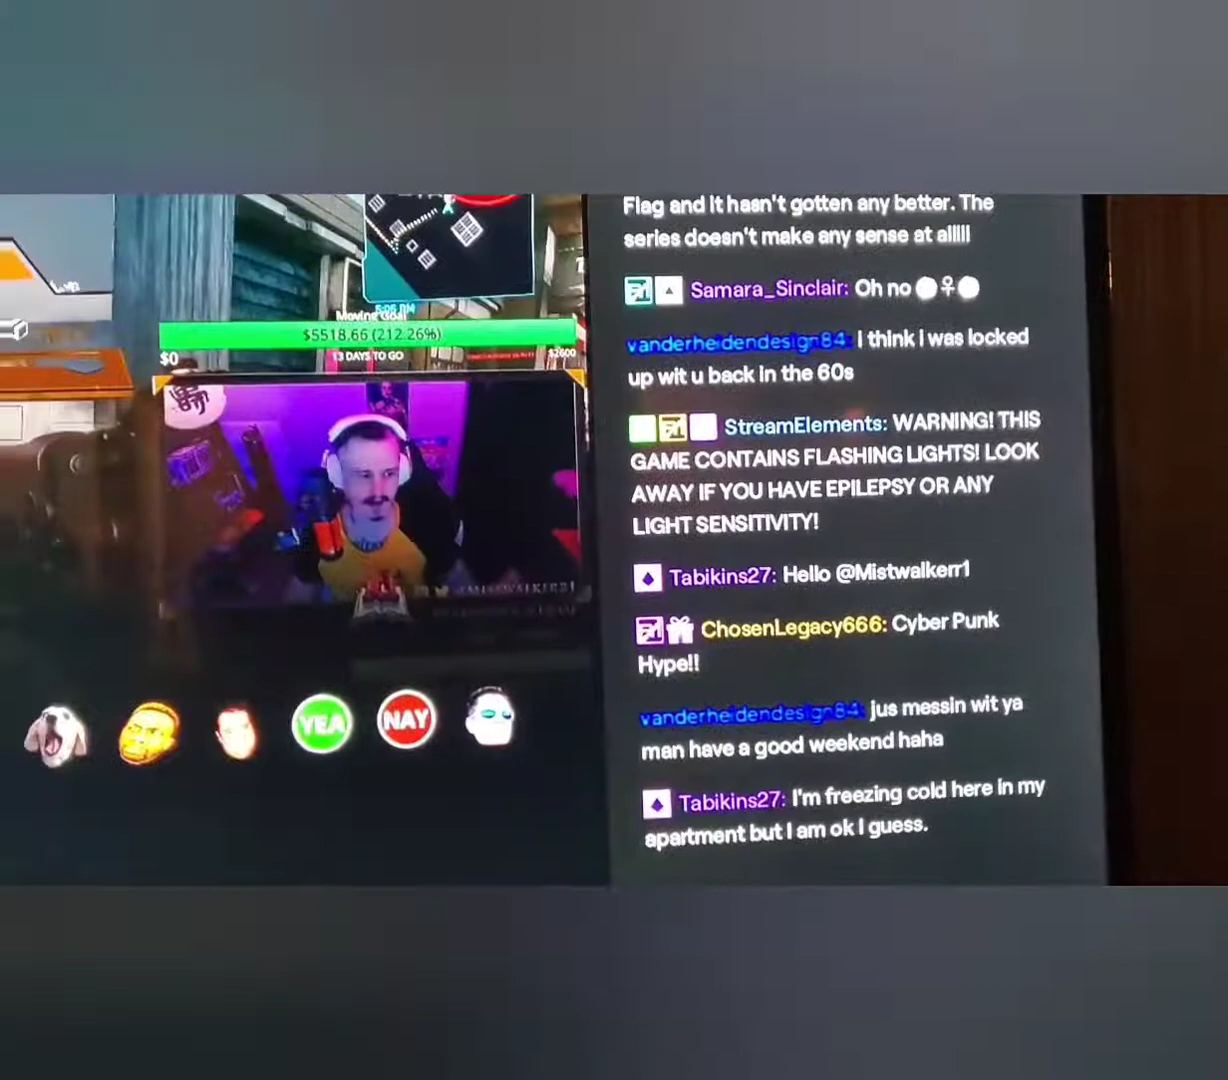 Moving Goal
$5518.66 (212.26%)
$0
13 DAYS TO GO
$2600
YEA
NAY
Flag and it hasn't gotten any better. The
series doesn't make any sense at alllll
Samara_Sinclair: Oh no
vanderheidendesign84: I think i was locked
up wit u back in the 60s
StreamElements: WARNING! THIS
GAME CONTAINS FLASHING LIGHTS! LOOK
AWAY IF YOU HAVE EPILEPSY OR ANY
LIGHT SENSITIVITY!
Tabikins27: Hello @Mistwalkerr1
ChosenLegacy666: Cyber Punk
Hype!!
vanderheidendesign84: jus messin wit ya
man have a good weekend haha
Tabikins27: I'm freezing cold here in my
apartment but I am ok I guess.